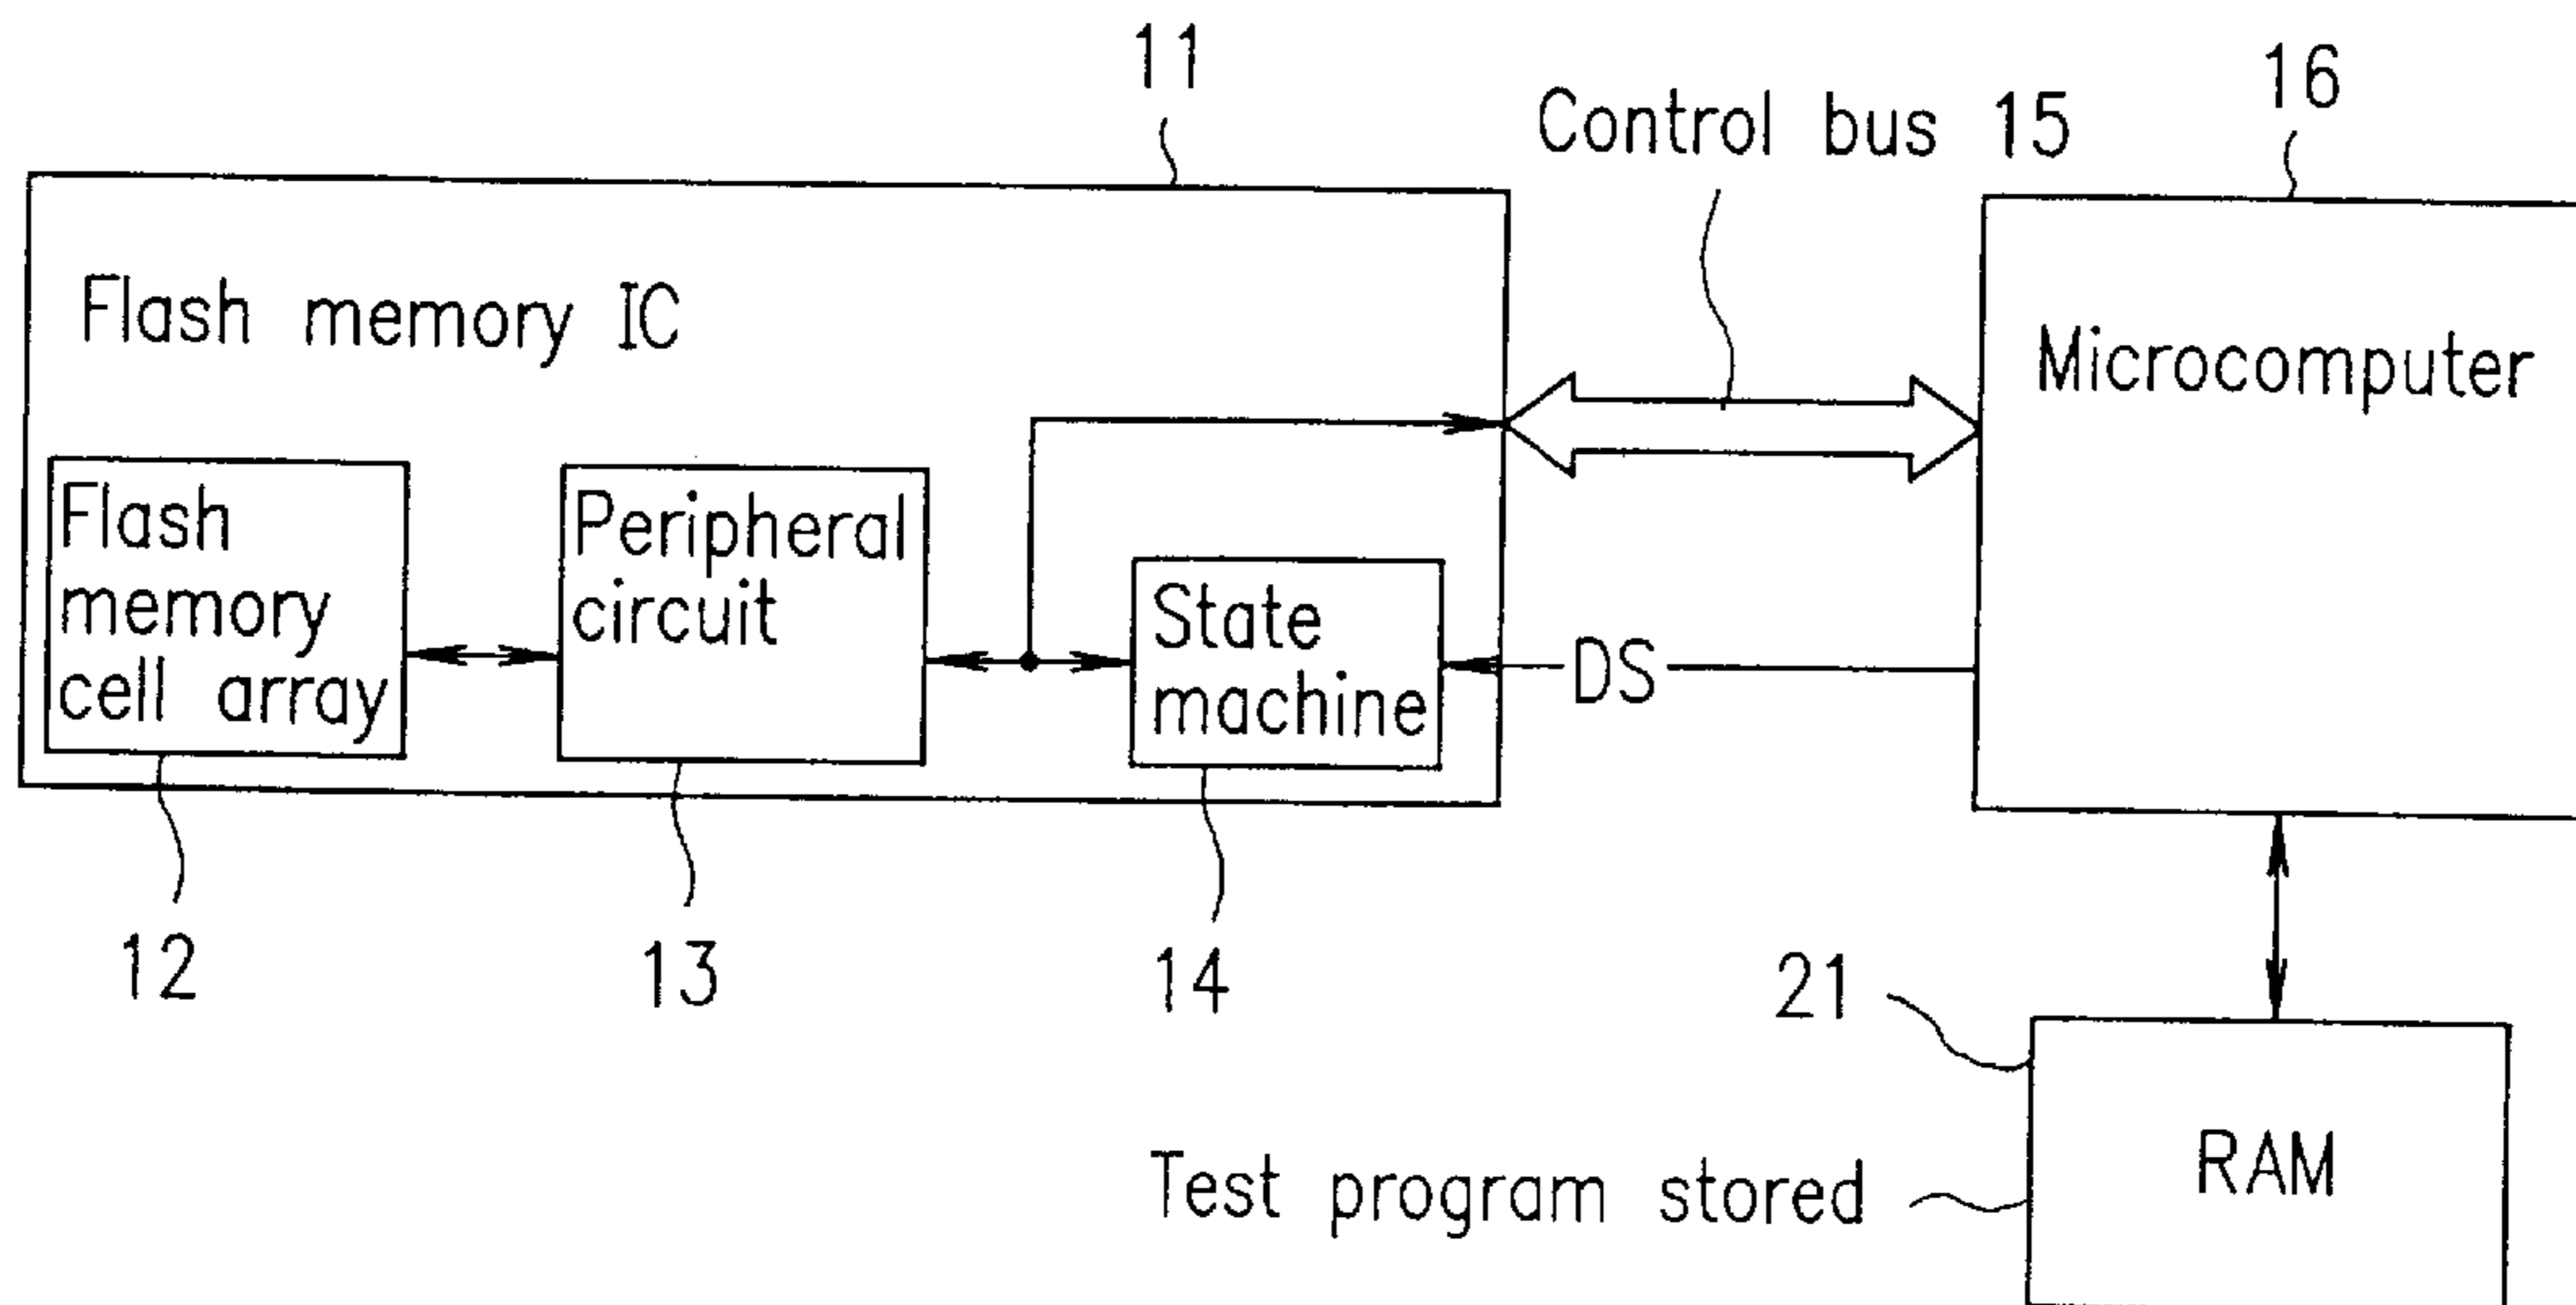 11
16
Control bus 15
Flash memory IC
Microcomputer
Flash
memory
cell array
Peripheral
circuit
State
machine
DS
12
13
14
21
RAM
Test program stored